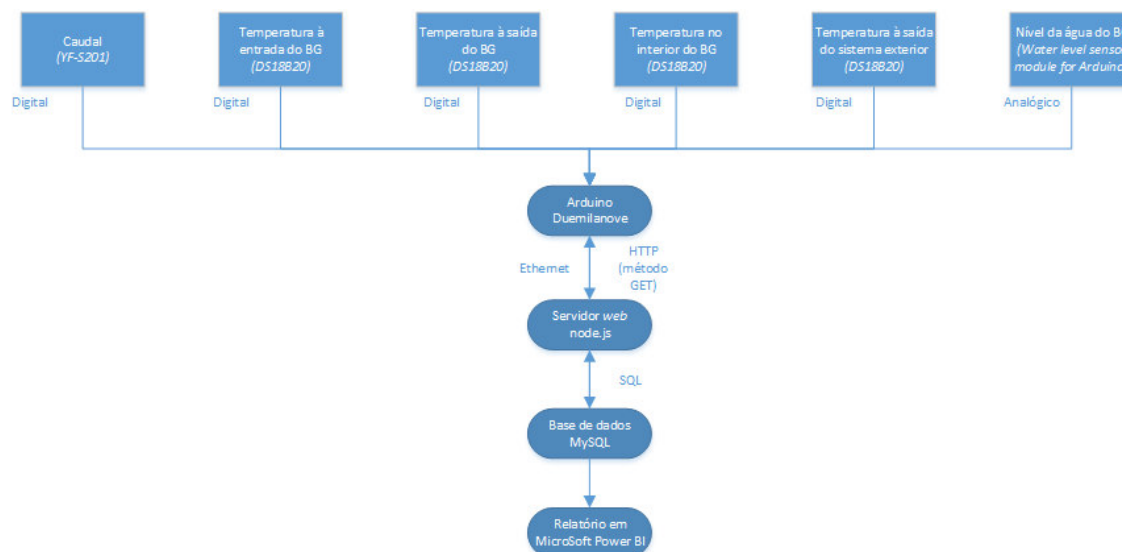 Caudal
(YF-S201)
Temperatura à
entrada do BG
(DS18B20)
Temperatura à saída
do BG
(DS18B20)
Temperatura no
interior do BG
(DS18B20)
Temperatura à saída
do sistema exterior
(DS18B20)
Nível da água do
(Water level
module for
Digital
Digital
Digital
Digital
Digital
Analógico
Arduino
Duemilanove
Ethernet
HTTP
(método
GET)
Servidor web
node.js
SQL
Base de dados
MySQL
Relatório em
MicroSoft Power BI